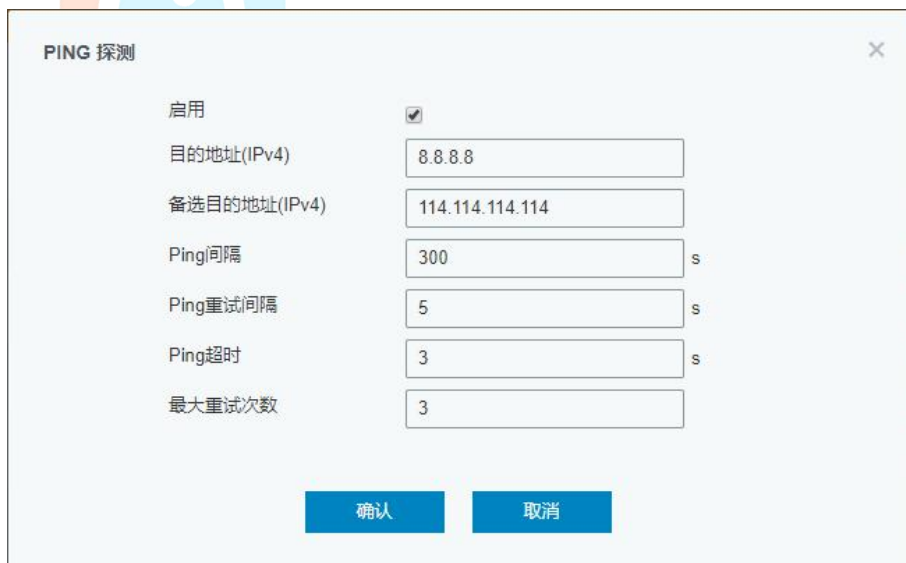 PING 探测
启用
目的地址(IPv4) 8.8.8.8
备选目的地址(IPv4) 114.114.114.114
Ping间隔 300 s
Ping重试间隔 5 s
Ping超时 3 s
最大重试次数 3
确认 取消